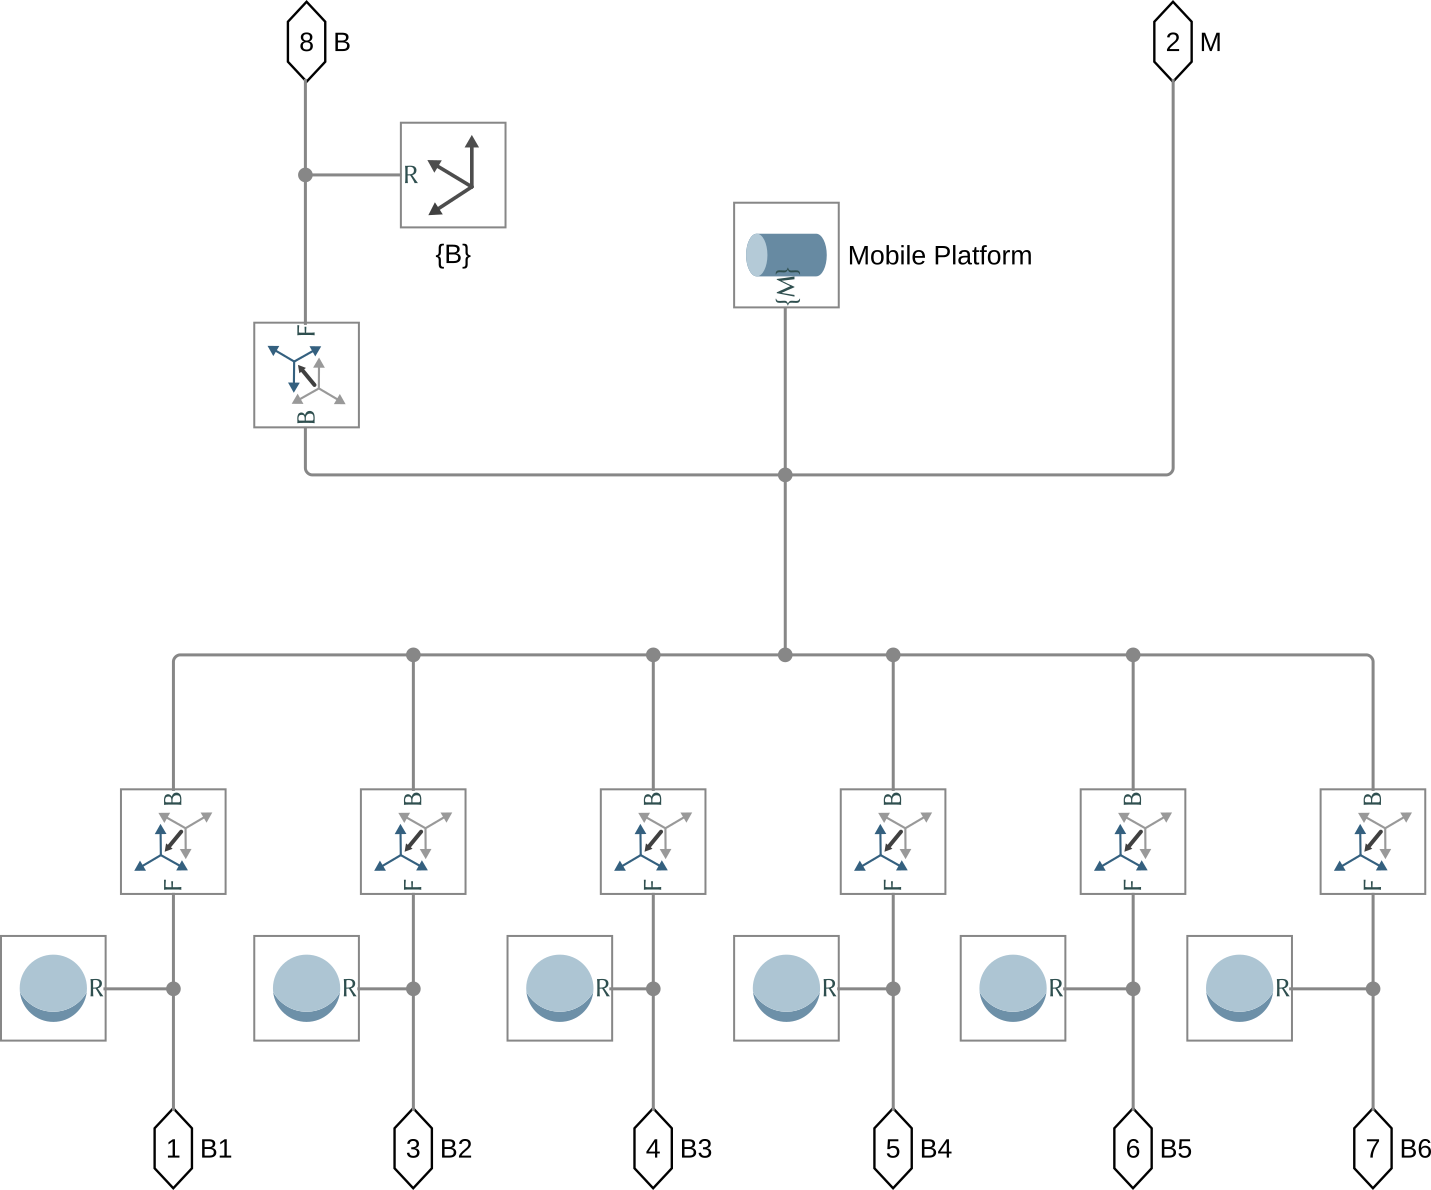 8 B
2 M
R
{B}
Mobile Platform
{M}
F
B
B B B B B B
F F F F F F
R R R R R R
1 B1
3 B2
4 B3
5 B4
6 B5
7 B6